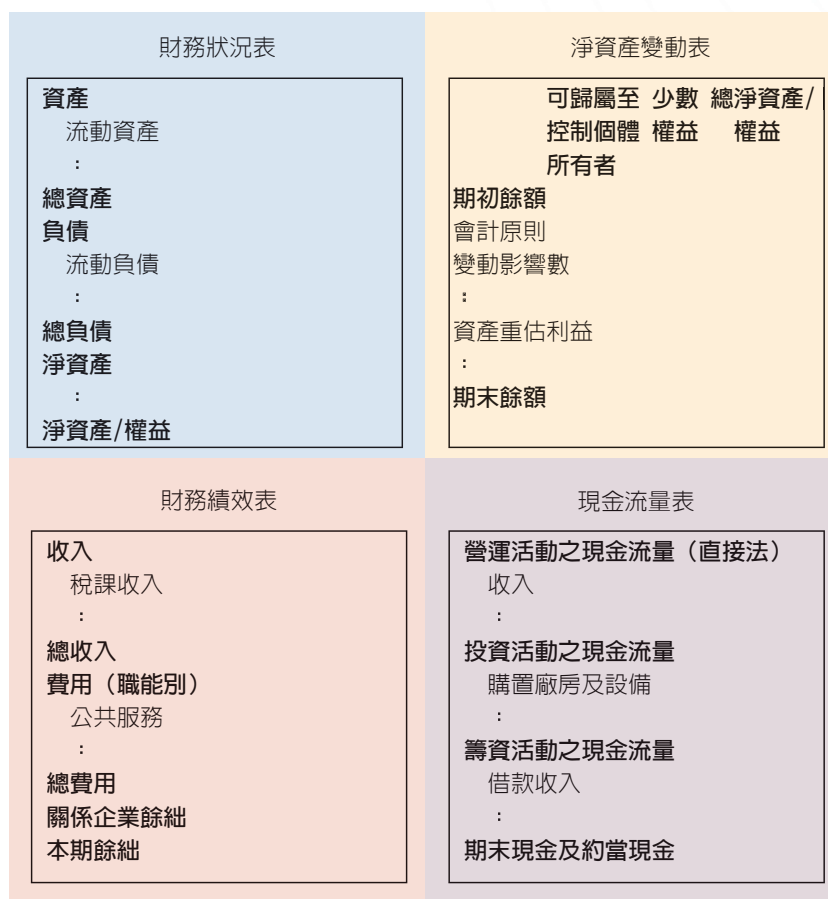 財務狀況表
資產
流動資產
:
總資產
負債
流動負債
:
總負債
淨資產
:
淨資產/權益
淨資產變動表
可歸屬至 少數 總淨資產/
控制個體 權益 權益
所有者
期初餘額
會計原則
變動影響數
:
資產重估利益
:
期末餘額
財務績效表
收入
稅課收入
:
總收入
費用（職能別）
公共服務
:
總費用
關係企業餘絀
本期餘絀
現金流量表
營運活動之現金流量（直接法）
收入
:
投資活動之現金流量
購置廠房及設備
:
籌資活動之現金流量
借款收入
:
期末現金及約當現金